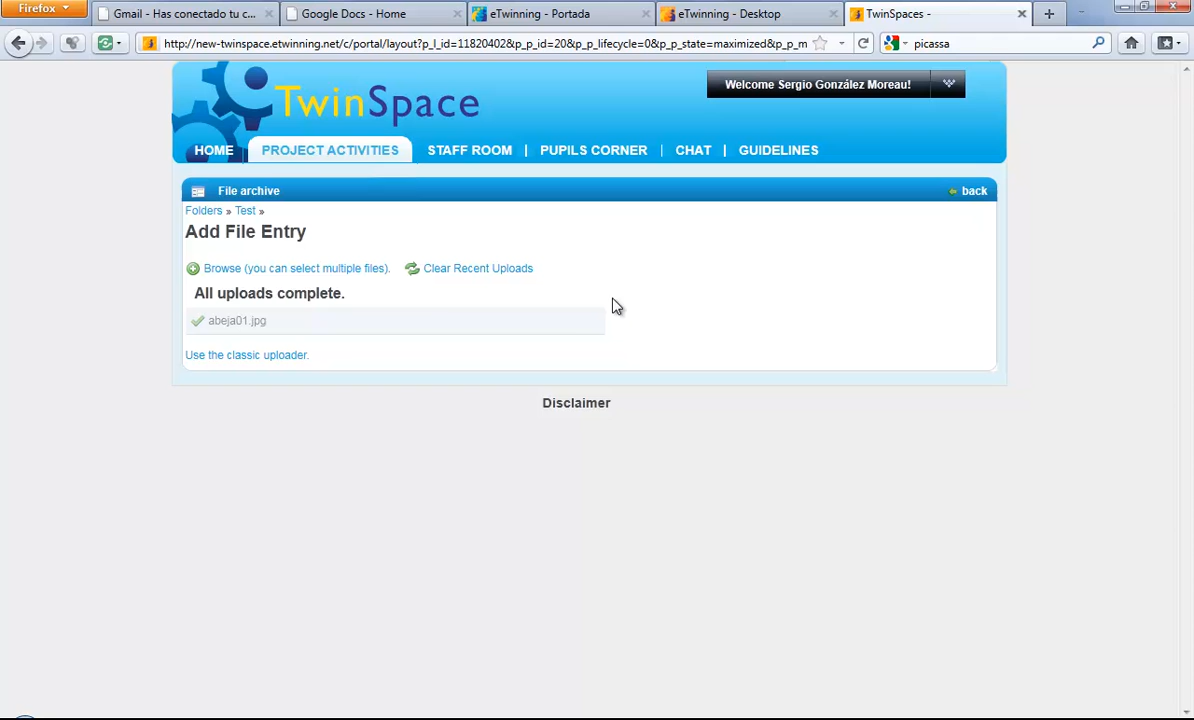 Firefox
Gmail - Has conectado tu c...
Google Docs - Home
eTwinning - Portada
eTwinning - Desktop
TwinSpaces -
http://new-twinspace.etwinning.net/c/portal/layout?p_l_id=11820402&p_p_id=20&p_p_lifecycle=0&p_p_state=maximized&p_p_m
picassa
TwinSpace
Welcome Sergio González Moreau!
HOME
PROJECT ACTIVITIES
STAFF ROOM | PUPILS CORNER | CHAT | GUIDELINES
File archive
back
Folders » Test »
Add File Entry
Browse (you can select multiple files).
Clear Recent Uploads
All uploads complete.
abeja01.jpg
Use the classic uploader.
Disclaimer